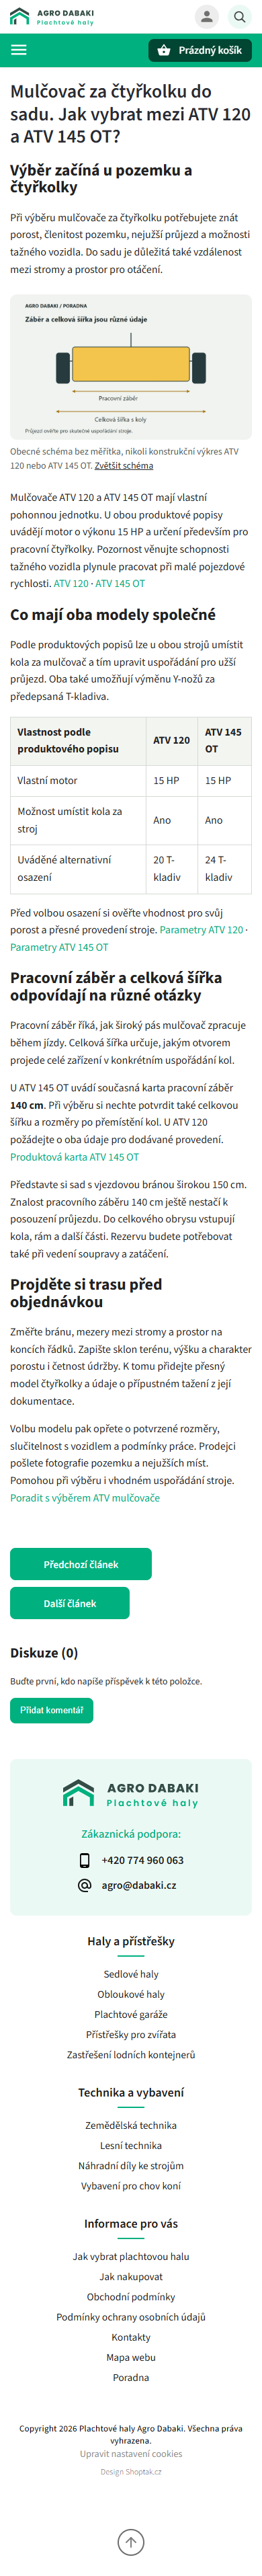 AGRO DABAKI
Plachtové haly
Prázdný košík
Mulčovač za čtyřkolku do
sadu. Jak vybrat mezi ATV 120
a ATV 145 OT?
Výběr začíná u pozemku a
čtyřkolky
Při výběru mulčovače za čtyřkolku potřebujete znát
porost, členitost pozemku, nejužší průjezd a možnosti
tažného vozidla. Do sadu je důležitá také vzdálenost
mezi stromy a prostor pro otáčení.
AGRO DABAKI / PORADNA
Záběr a celková šířka jsou různé údaje
Pracovní záběr
Celková šířka s koly
Průjezd ověřte pro skutečné uspořádání stroje.
Obecné schéma bez měřítka, nikoli konstrukční výkres ATV
120 nebo ATV 145 OT. Zvětšit schéma
Mulčovače ATV 120 a ATV 145 OT mají vlastní
pohonnou jednotku. U obou produktové popisy
uvádějí motor o výkonu 15 HP a určení především pro
pracovní čtyřkolky. Pozornost věnujte schopnosti
tažného vozidla plynule pracovat při malé pojezdové
rychlosti. ATV 120 · ATV 145 OT
Co mají oba modely společné
Podle produktových popisů lze u obou strojů umístit
kola za mulčovač a tím upravit uspořádání pro užší
průjezd. Oba také umožňují výměnu Y-nožů za
předepsaná T-kladiva.
Vlastnost podle
produktového popisu
ATV 120
ATV 145
OT
Vlastní motor
15 HP
15 HP
Možnost umístit kola za
stroj
Ano
Ano
Uváděné alternativní
osazení
20 T-
kladiv
24 T-
kladiv
Před volbou osazení si ověřte vhodnost pro svůj
porost a přesné provedení stroje. Parametry ATV 120 ·
Parametry ATV 145 OT
Pracovní záběr a celková šířka
odpovídají na různé otázky
Pracovní záběr říká, jak široký pás mulčovač zpracuje
během jízdy. Celková šířka určuje, jakým otvorem
projede celé zařízení v konkrétním uspořádání kol.
U ATV 145 OT uvádí současná karta pracovní záběr
140 cm. Při výběru si nechte potvrdit také celkovou
šířku a rozměry po přemístění kol. U ATV 120
požádejte o oba údaje pro dodávané provedení.
Produktová karta ATV 145 OT
Představte si sad s vjezdovou bránou širokou 150 cm.
Znalost pracovního záběru 140 cm ještě nestačí k
posouzení průjezdu. Do celkového obrysu vstupují
kola, rám a další části. Rezervu budete potřebovat
také při vedení soupravy a zatáčení.
Projděte si trasu před
objednávkou
Změřte bránu, mezery mezi stromy a prostor na
koncích řádků. Zapište sklon terénu, výšku a charakter
porostu i četnost údržby. K tomu přidejte přesný
model čtyřkolky a údaje o přípustném tažení z její
dokumentace.
Volbu modelu pak opřete o potvrzené rozměry,
slučitelnost s vozidlem a podmínky práce. Prodejci
pošlete fotografie pozemku a nejužších míst.
Pomohou při výběru i vhodném uspořádání stroje.
Poradit s výběrem ATV mulčovače
Předchozí článek
Další článek
Diskuze (0)
Buďte první, kdo napíše příspěvek k této položce.
Přidat komentář
AGRO DABAKI
Plachtové haly
Zákaznická podpora:
+420 774 960 063
agro@dabaki.cz
Haly a přístřešky
Sedlové haly
Obloukové haly
Plachtové garáže
Přístřešky pro zvířata
Zastřešení lodních kontejnerů
Technika a vybavení
Zemědělská technika
Lesní technika
Náhradní díly ke strojům
Vybavení pro chov koní
Informace pro vás
Jak vybrat plachtovou halu
Jak nakupovat
Obchodní podmínky
Podmínky ochrany osobních údajů
Kontakty
Mapa webu
Poradna
Copyright 2026 Plachtové haly Agro Dabaki. Všechna práva
vyhrazena.
Upravit nastavení cookies
Design Shoptak.cz